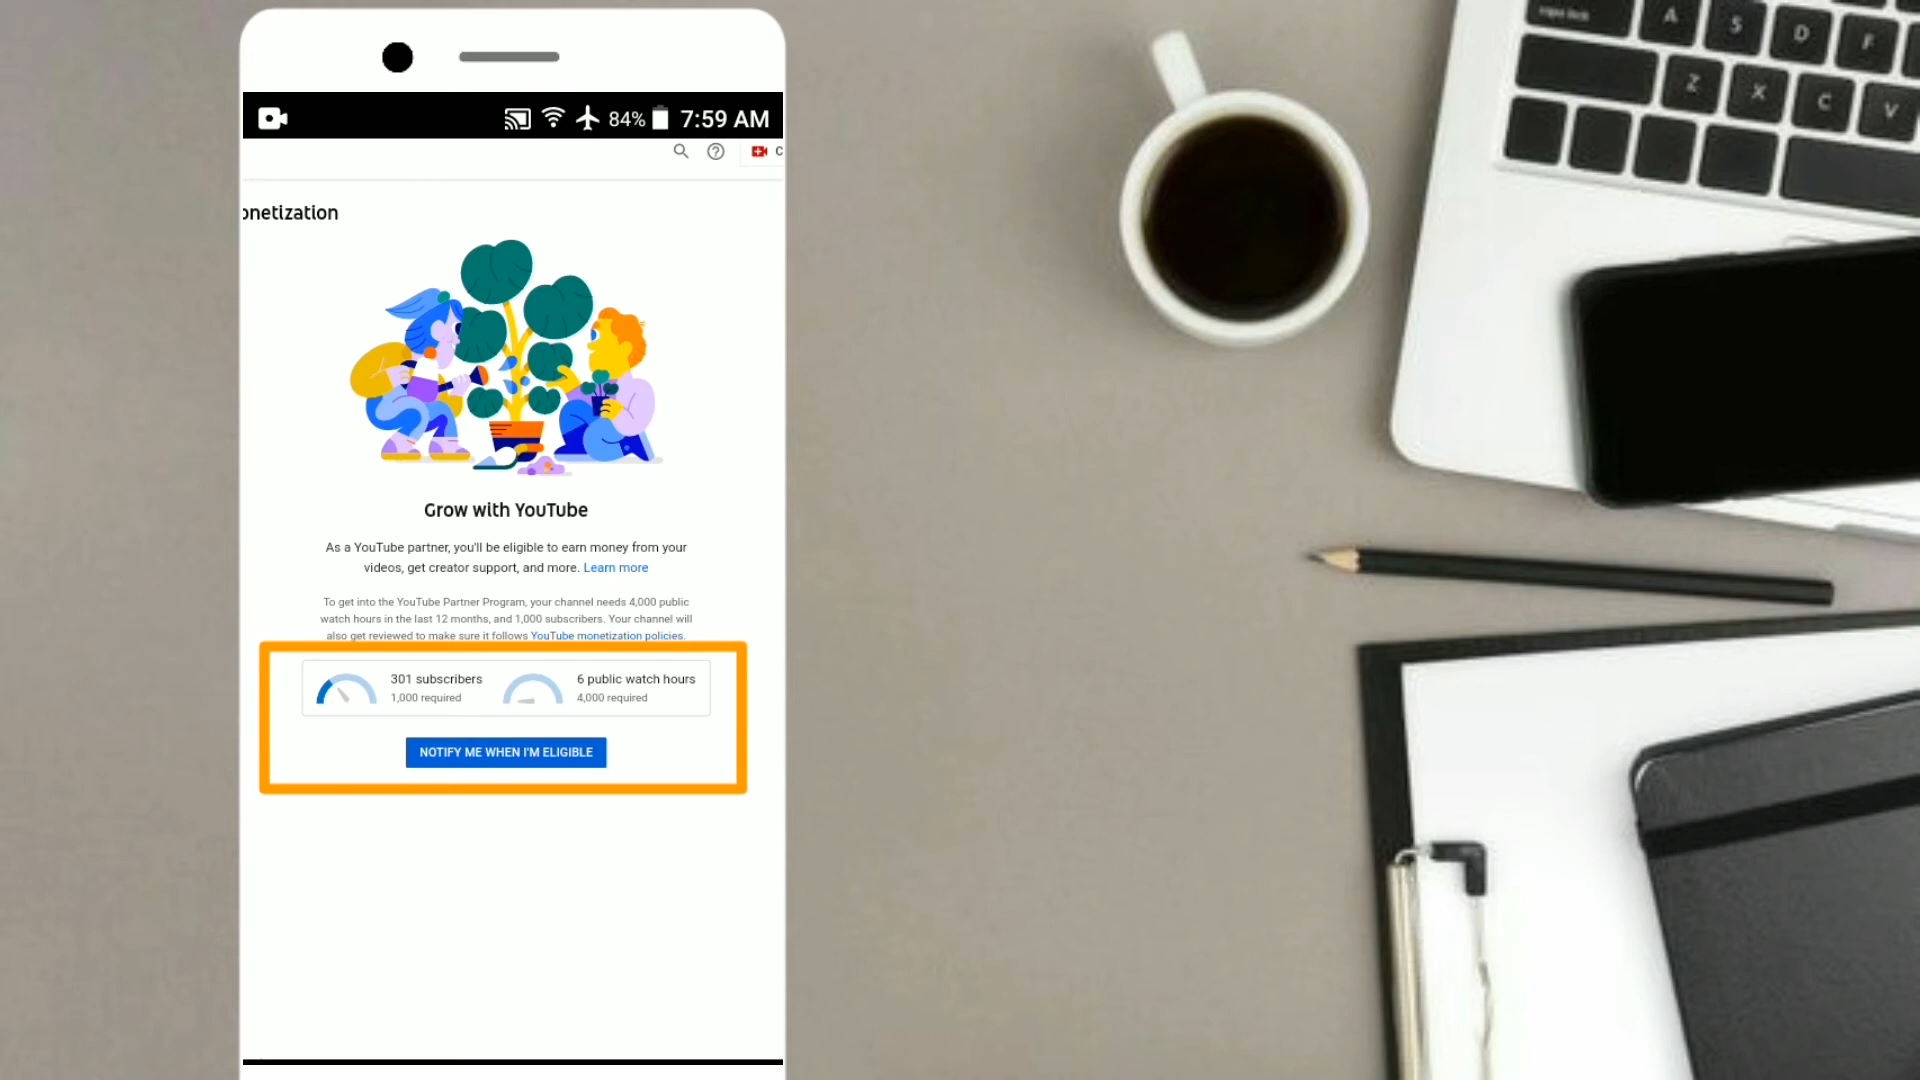 84% 7:59 AM
C
onetization
Grow with YouTube
As a YouTube partner, you'll be eligible to earn money from your
videos, get creator support, and more. Learn more
To get into the YouTube Partner Program, your channel needs 4,000 public
watch hours in the last 12 months, and 1,000 subscribers. Your channel will
also get reviewed to make sure it follows YouTube monetization policies.
301 subscribers
1,000 required
6 public watch hours
4,000 required
NOTIFY ME WHEN I'M ELIGIBLE
caps lock A S D F
Z X C V